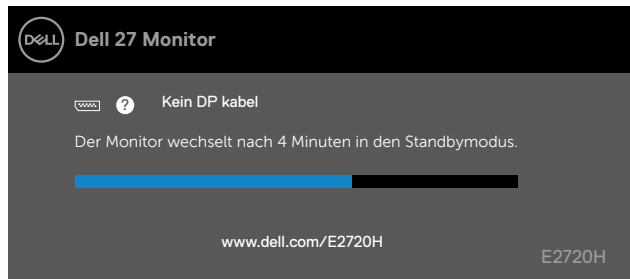 DELL Dell 27 Monitor
? Kein DP kabel
Der Monitor wechselt nach 4 Minuten in den Standbymodus.
www.dell.com/E2720H
E2720H